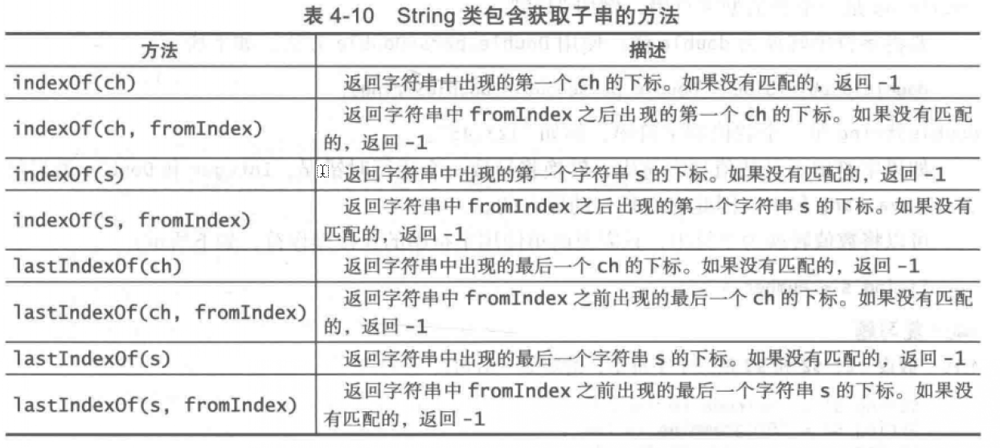 表 4-10 String 类包含获取子串的方法
方法 描述
indexOf(ch) 返回字符串中出现的第一个 ch 的下标。如果没有匹配的，返回 -1
indexOf(ch, fromIndex) 返回字符串中 fromIndex 之后出现的第一个 ch 的下标。如果没有匹配
的，返回 -1
indexOf(s) 返回字符串中出现的第一个字符串 s 的下标。如果没有匹配的，返回 -1
indexOf(s, fromIndex) 返回字符串中 fromIndex 之后出现的第一个字符串 s 的下标。如果没有
匹配的，返回 -1
lastIndexOf(ch) 返回字符串中出现的最后一个 ch 的下标。如果没有匹配的，返回 -1
lastIndexOf(ch, fromIndex) 返回字符串中 fromIndex 之前出现的最后一个 ch 的下标。如果没有匹配
的，返回 -1
lastIndexOf(s) 返回字符串中出现的最后一个字符串 s 的下标。如果没有匹配的，返回 -1
lastIndexOf(s, fromIndex) 返回字符串中 fromIndex 之前出现的最后一个字符串 s 的下标。如果没
有匹配的，返回 -1